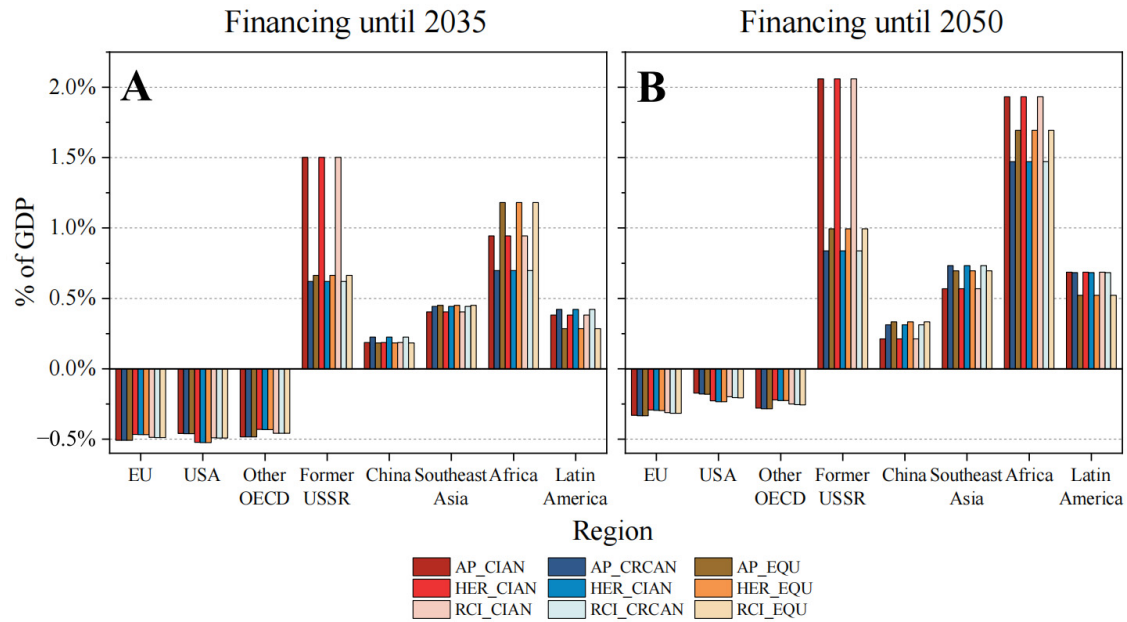 Financing until 2035
Financing until 2050
A
B
% of GDP
2.0%
1.5%
1.0%
0.5%
0.0%
−0.5%
EU
USA
Other
OECD
Former
USSR
China
Southeast
Asia
Africa
Latin
America
EU
USA
Other
OECD
Former
USSR
China
Southeast
Asia
Africa
Latin
America
Region
AP_CIAN
AP_CRCAN
AP_EQU
HER_CIAN
HER_CIAN
HER_EQU
RCI_CIAN
RCI_CRCAN
RCI_EQU